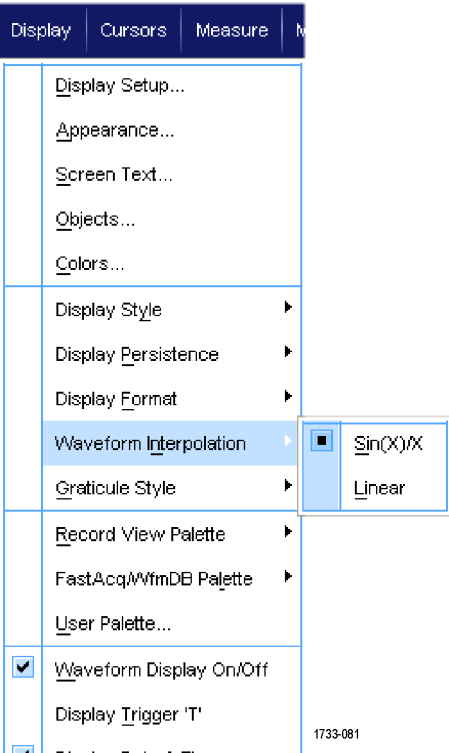 Display Cursors Measure
Display Setup...
Appearance...
Screen Text...
Objects...
Colors...
Display Style
Display Persistence
Display Format
Waveform Interpolation
Sin(X)/X
Graticule Style
Linear
Record View Palette
FastAcq/WfmDB Palette
User Palette...
Waveform Display On/Off
Display Trigger 'T'
1733-081